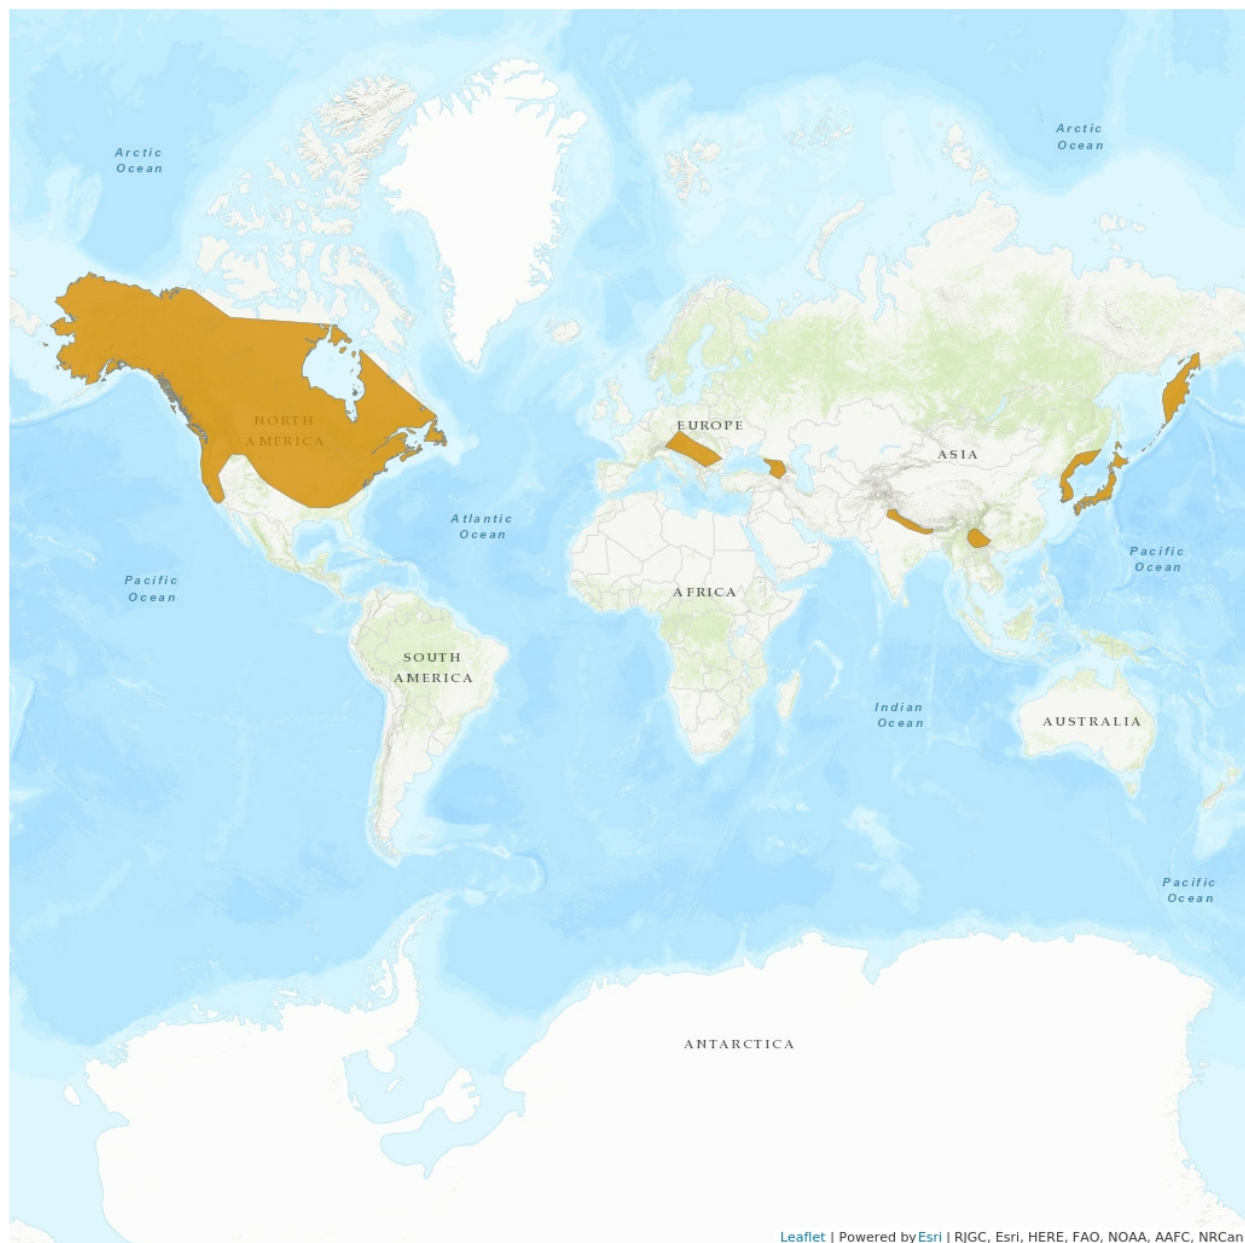 Arctic
Ocean
Arctic
Ocean
NORTH
AMERICA
EUROPE
ASIA
Atlantic
Ocean
Pacific
Ocean
Pacific
Ocean
AFRICA
SOUTH
AMERICA
Indian
Ocean
AUSTRALIA
Pacific
Ocean
ANTARCTICA
Leaflet | Powered by Esri | RJGC, Esri, HERE, FAO, NOAA, AAFC, NRCan